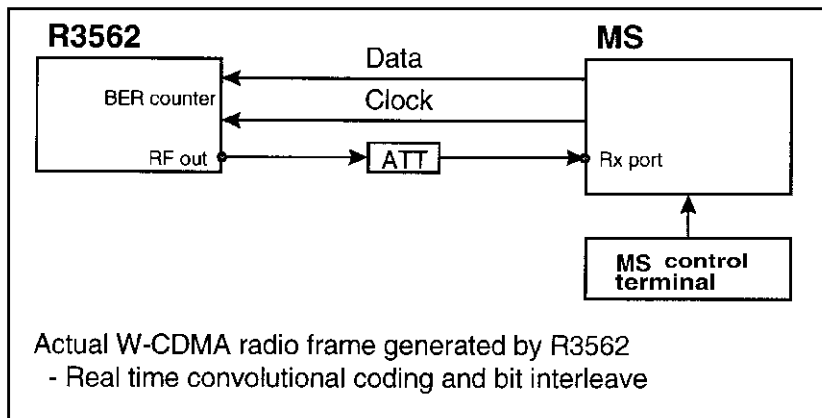 R3562
MS
Data
BER counter
Clock
RF out
ATT
Rx port
MS control
terminal
Actual W-CDMA radio frame generated by R3562
- Real time convolutional coding and bit interleave